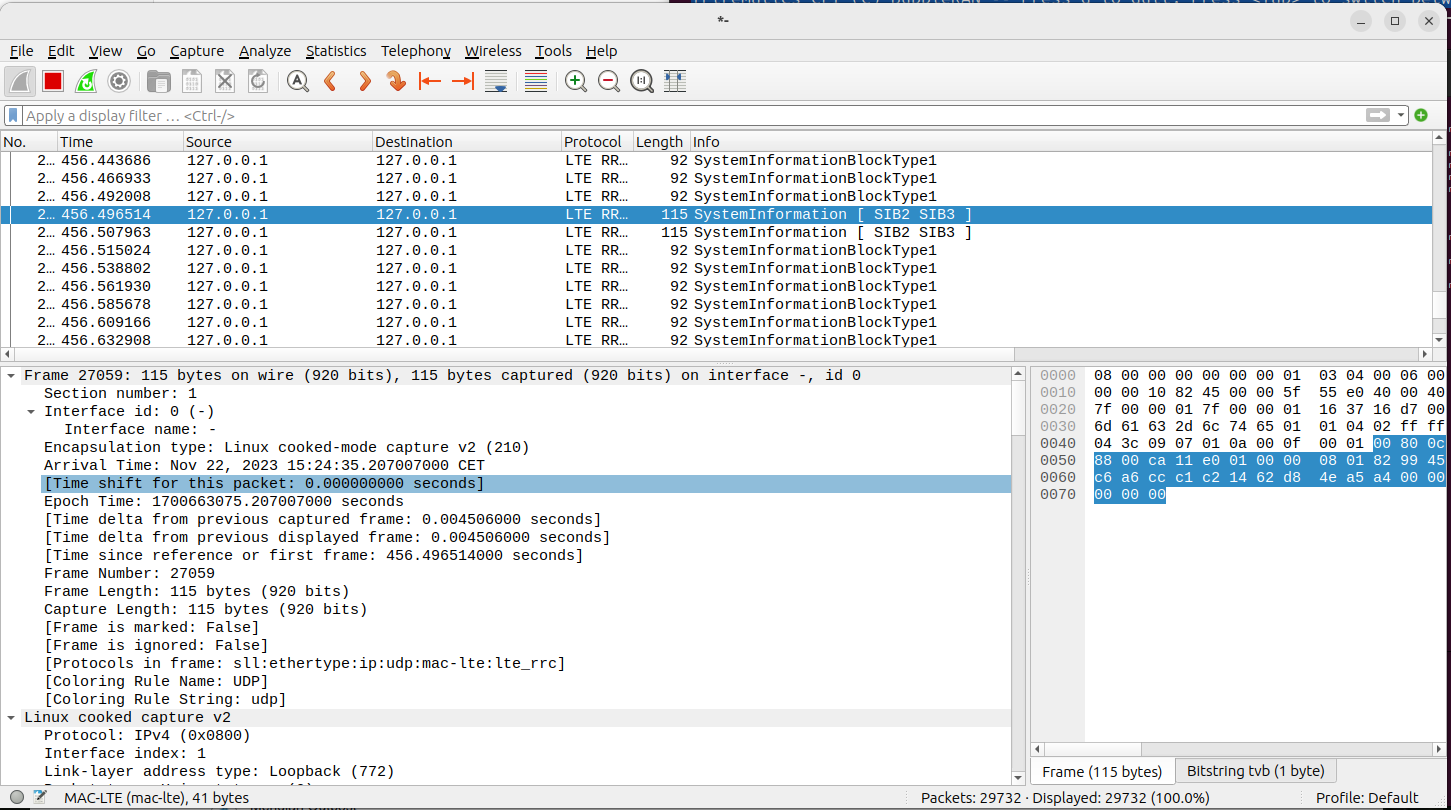 *-
File Edit View Go Capture Analyze Statistics Telephony Wireless Tools Help
Apply a display filter … <Ctrl-/>
No. Time Source Destination Protocol Length Info
2… 456.443686 127.0.0.1 127.0.0.1 LTE RR… 92 SystemInformationBlockType1
2… 456.466933 127.0.0.1 127.0.0.1 LTE RR… 92 SystemInformationBlockType1
2… 456.492008 127.0.0.1 127.0.0.1 LTE RR… 92 SystemInformationBlockType1
2… 456.496514 127.0.0.1 127.0.0.1 LTE RR… 115 SystemInformation [ SIB2 SIB3 ]
2… 456.507963 127.0.0.1 127.0.0.1 LTE RR… 115 SystemInformation [ SIB2 SIB3 ]
2… 456.515024 127.0.0.1 127.0.0.1 LTE RR… 92 SystemInformationBlockType1
2… 456.538802 127.0.0.1 127.0.0.1 LTE RR… 92 SystemInformationBlockType1
2… 456.561930 127.0.0.1 127.0.0.1 LTE RR… 92 SystemInformationBlockType1
2… 456.585678 127.0.0.1 127.0.0.1 LTE RR… 92 SystemInformationBlockType1
2… 456.609166 127.0.0.1 127.0.0.1 LTE RR… 92 SystemInformationBlockType1
2… 456.632908 127.0.0.1 127.0.0.1 LTE RR… 92 SystemInformationBlockType1
Frame 27059: 115 bytes on wire (920 bits), 115 bytes captured (920 bits) on interface -, id 0
Section number: 1
Interface id: 0 (-)
Interface name: -
Encapsulation type: Linux cooked-mode capture v2 (210)
Arrival Time: Nov 22, 2023 15:24:35.207007000 CET
[Time shift for this packet: 0.000000000 seconds]
Epoch Time: 1700663075.207007000 seconds
[Time delta from previous captured frame: 0.004506000 seconds]
[Time delta from previous displayed frame: 0.004506000 seconds]
[Time since reference or first frame: 456.496514000 seconds]
Frame Number: 27059
Frame Length: 115 bytes (920 bits)
Capture Length: 115 bytes (920 bits)
[Frame is marked: False]
[Frame is ignored: False]
[Protocols in frame: sll:ethertype:ip:udp:mac-lte:lte_rrc]
[Coloring Rule Name: UDP]
[Coloring Rule String: udp]
Linux cooked capture v2
Protocol: IPv4 (0x0800)
Interface index: 1
Link-layer address type: Loopback (772)
0000 08 00 00 00 00 00 00 01 03 04 00 06 00
0010 00 00 10 82 45 00 00 5f 55 e0 40 00 40
0020 7f 00 00 01 7f 00 00 01 16 37 16 d7 00
0030 6d 61 63 2d 6c 74 65 01 01 04 02 ff ff
0040 04 3c 09 07 01 0a 00 0f 00 01 00 80 0c
0050 88 00 ca 11 e0 01 00 00 08 01 82 99 45
0060 c6 a6 cc c1 c2 14 62 d8 4e a5 a4 00 00
0070 00 00 00
Frame (115 bytes) Bitstring tvb (1 byte)
MAC-LTE (mac-lte), 41 bytes Packets: 29732 · Displayed: 29732 (100.0%) Profile: Default